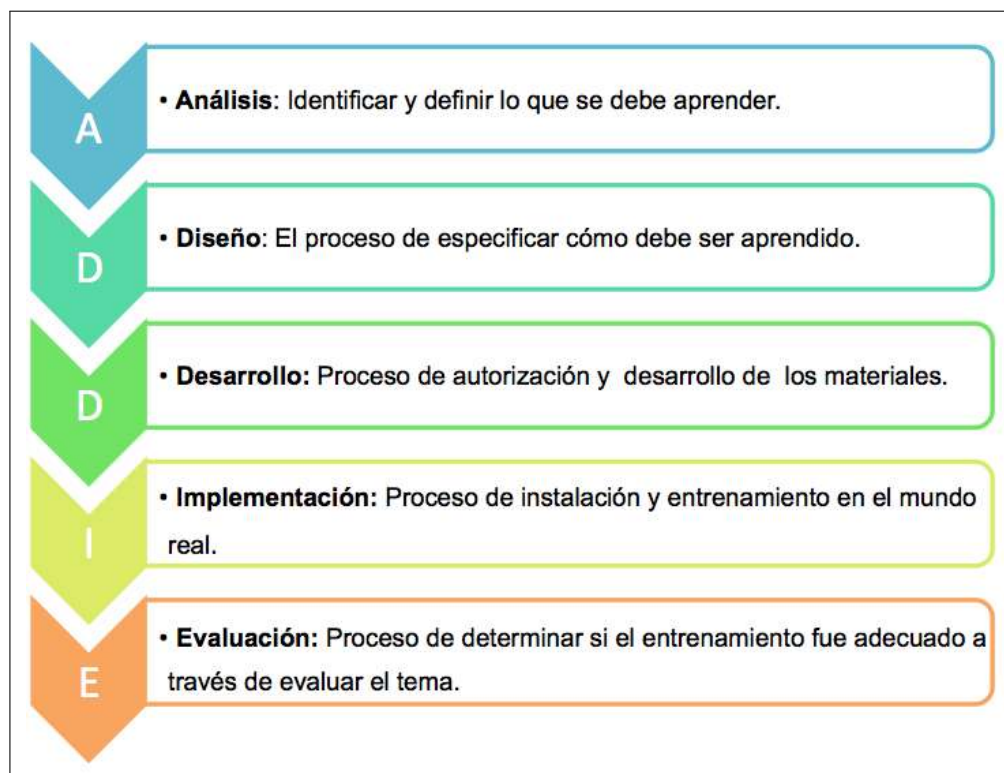 A
• Análisis: Identificar y definir lo que se debe aprender.
D
• Diseño: El proceso de especificar cómo debe ser aprendido.
D
• Desarrollo: Proceso de autorización y desarrollo de los materiales.
I
• Implementación: Proceso de instalación y entrenamiento en el mundo
real.
E
• Evaluación: Proceso de determinar si el entrenamiento fue adecuado a
través de evaluar el tema.